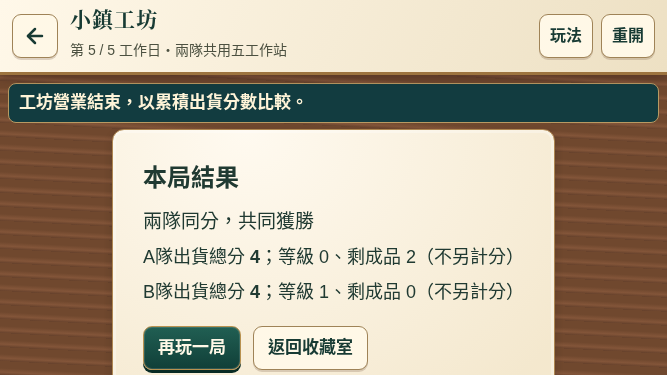 小鎮工坊
第 5 / 5 工作日・兩隊共用五工作站
玩法
重開
工坊營業結束，以累積出貨分數比較。
本局結果
兩隊同分，共同獲勝
A隊出貨總分 4；等級 0、剩成品 2（不另計分）
B隊出貨總分 4；等級 1、剩成品 0（不另計分）
再玩一局
返回收藏室